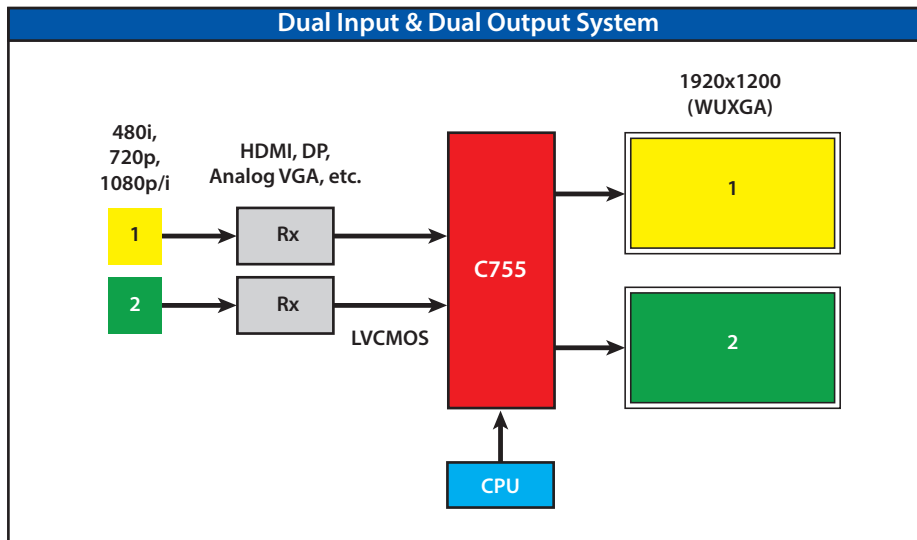 Dual Input & Dual Output System
1920x1200
(WUXGA)
480i,
720p,
1080p/i
HDMI, DP,
Analog VGA, etc.
1
Rx
1
C755
2
Rx
2
LVCMOS
CPU